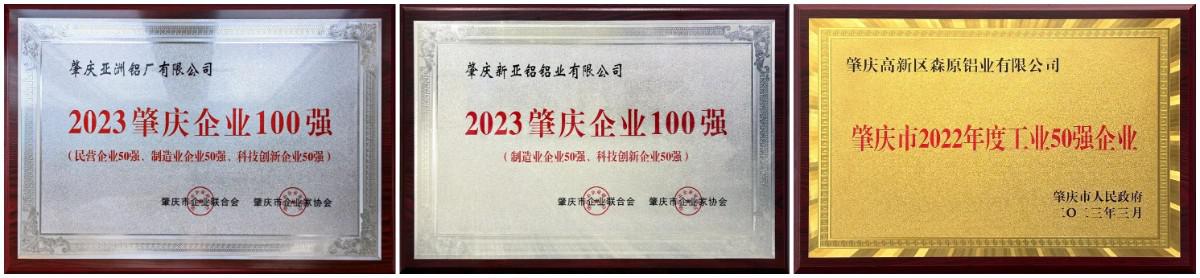 肇庆亚洲铝厂有限公司
2023肇庆企业100强
（民营企业50强、制造业企业50强、科技创新企业50强）
肇庆市企业联合会 肇庆市企业家协会
肇庆新亚铝铝业有限公司
2023肇庆企业100强
（制造业企业50强、科技创新企业50强）
肇庆市企业联合会 肇庆市企业家协会
肇庆高新区森原铝业有限公司
肇庆市2022年度工业50强企业
肇庆市人民政府
二〇二三年三月